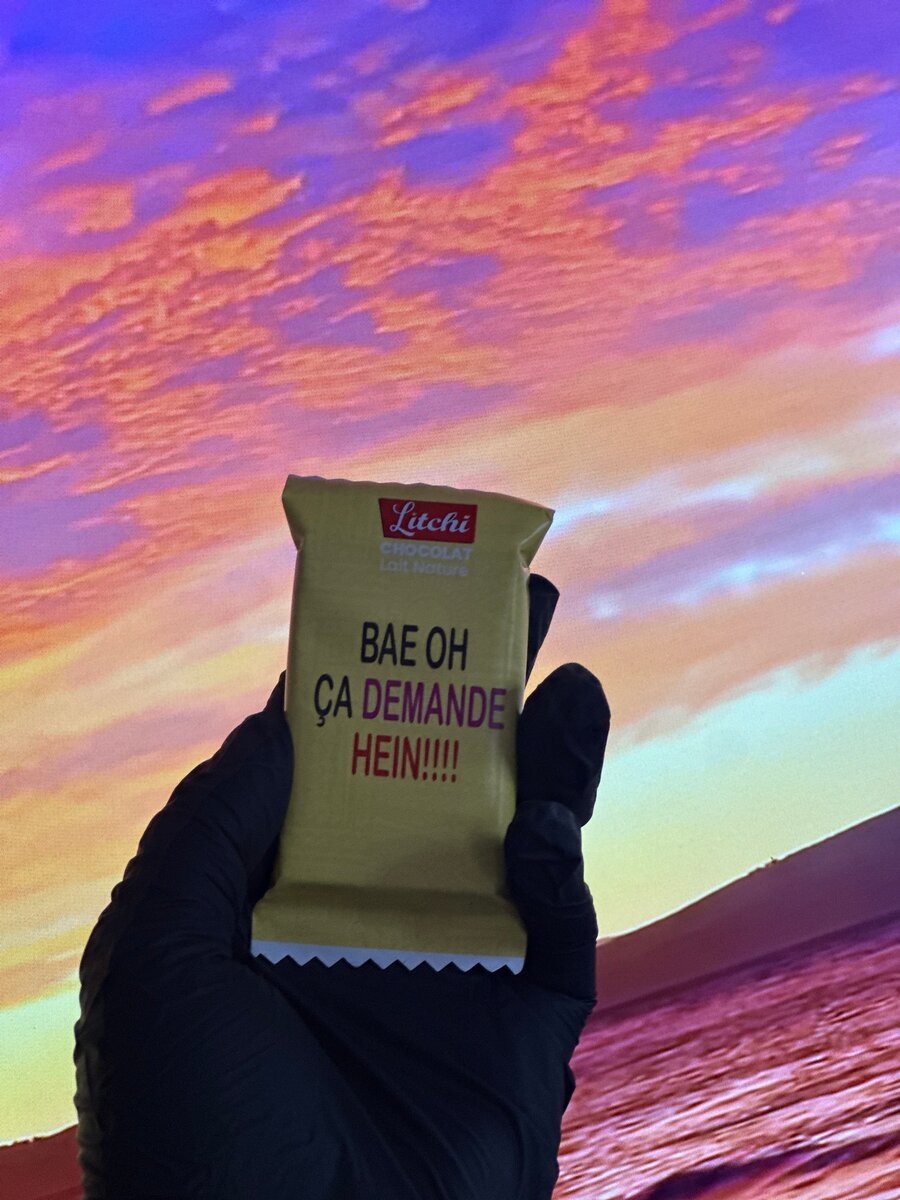 Litchi
CHOCOLAT
Lait Nature
BAE OH
ÇA DEMANDE
HEIN!!!!